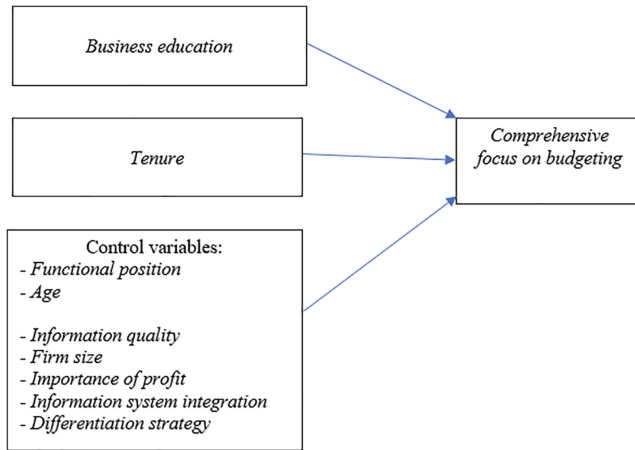 Business education
Tenure
Comprehensive
focus on budgeting
Control variables:
- Functional position
- Age
- Information quality
- Firm size
- Importance of profit
- Information system integration
- Differentiation strategy